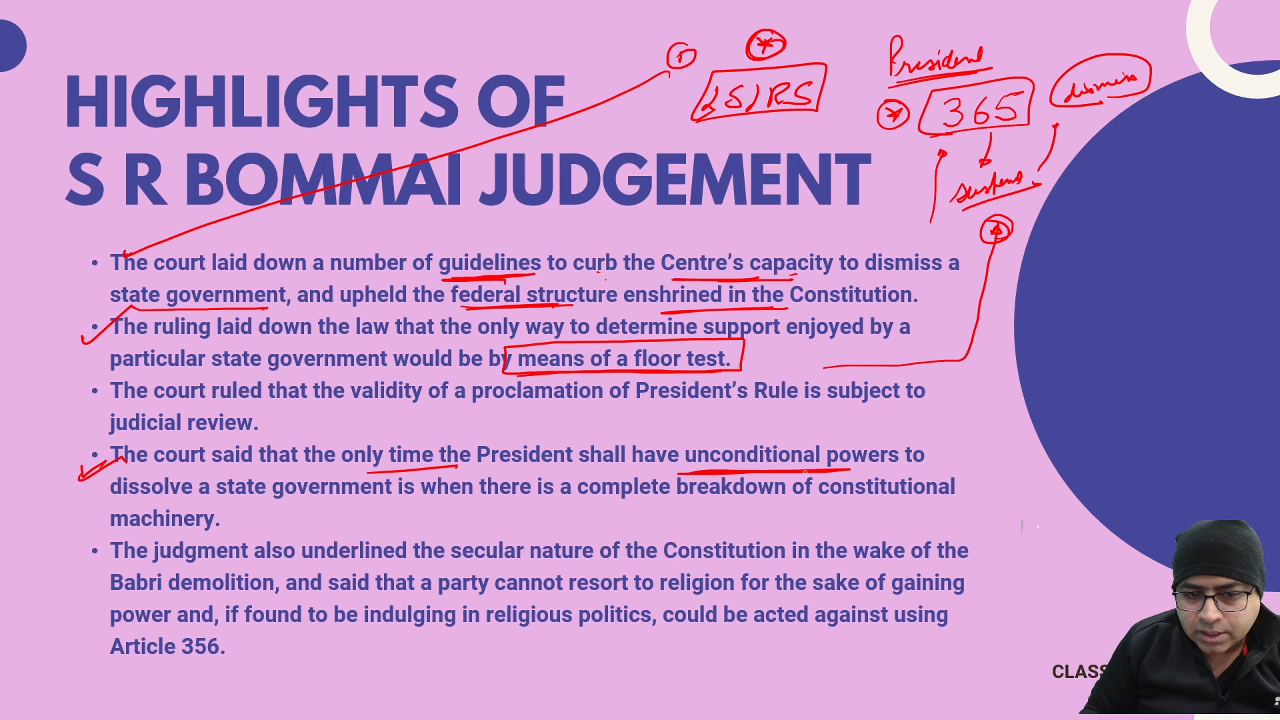 President
365
dismiss
suspend
HIGHLIGHTS OF
S R BOMMAI JUDGEMENT
• The court laid down a number of guidelines to curb the Centre's capacity to dismiss a
state government, and upheld the federal structure enshrined in the Constitution.
• The ruling laid down the law that the only way to determine support enjoyed by a
particular state government would be by means of a floor test.
• The court ruled that the validity of a proclamation of President's Rule is subject to
judicial review.
• The court said that the only time the President shall have unconditional powers to
dissolve a state government is when there is a complete breakdown of constitutional
machinery.
• The judgment also underlined the secular nature of the Constitution in the wake of the
Babri demolition, and said that a party cannot resort to religion for the sake of gaining
power and, if found to be indulging in religious politics, could be acted against using
Article 356.
CLASS